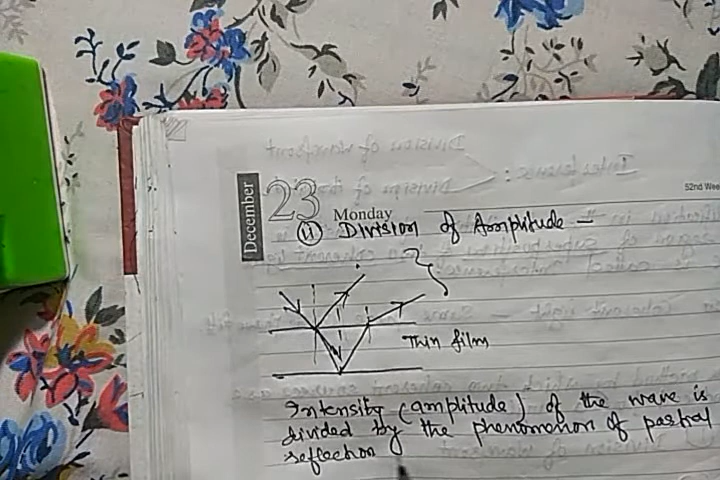 December
23
Monday
52nd Wee
(ii) Division of Amplitude -
Thin film
Intensity (amplitude) of the wave is
divided by the phenomenon of partial
reflection